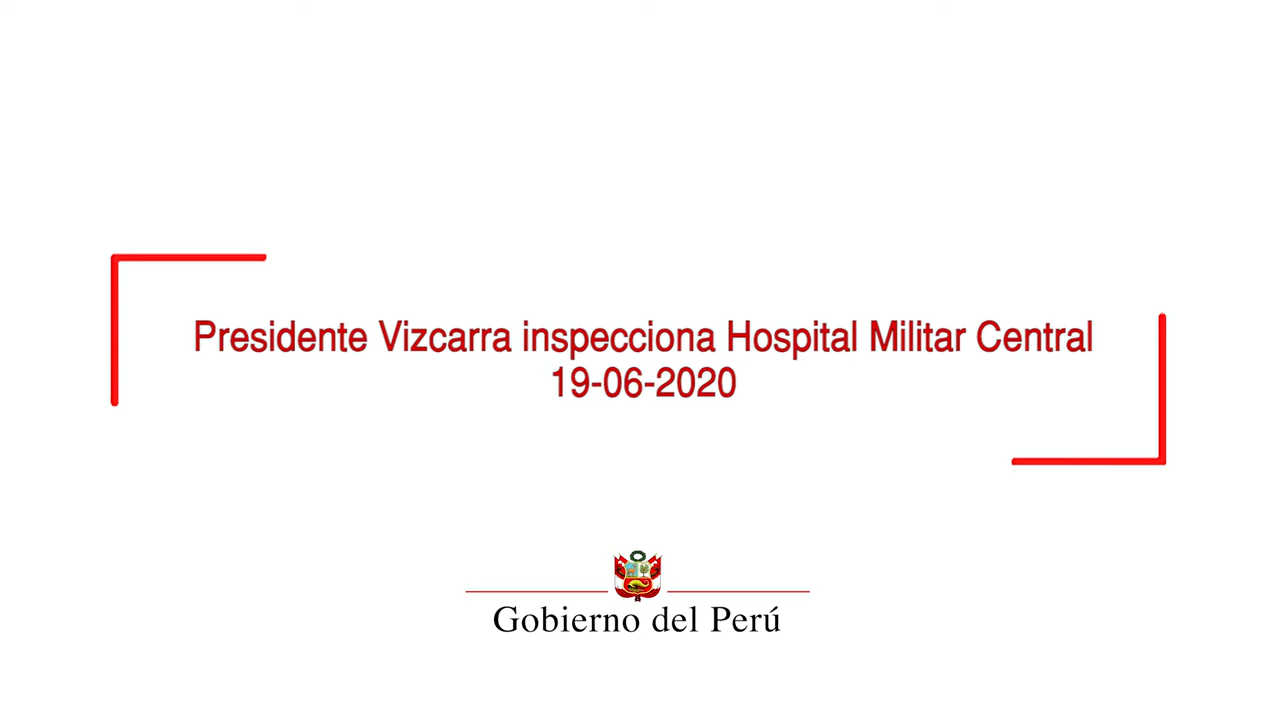 Presidente Vizcarra inspecciona Hospital Militar Central
19-06-2020
Gobierno del Perú